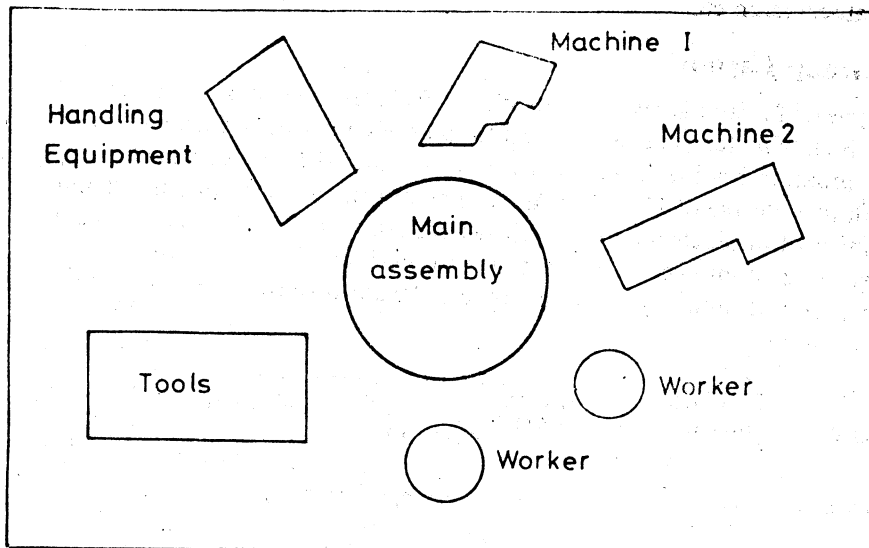 Machine I
Handling
Equipment
Machine 2
Main
assembly
Tools
Worker
Worker